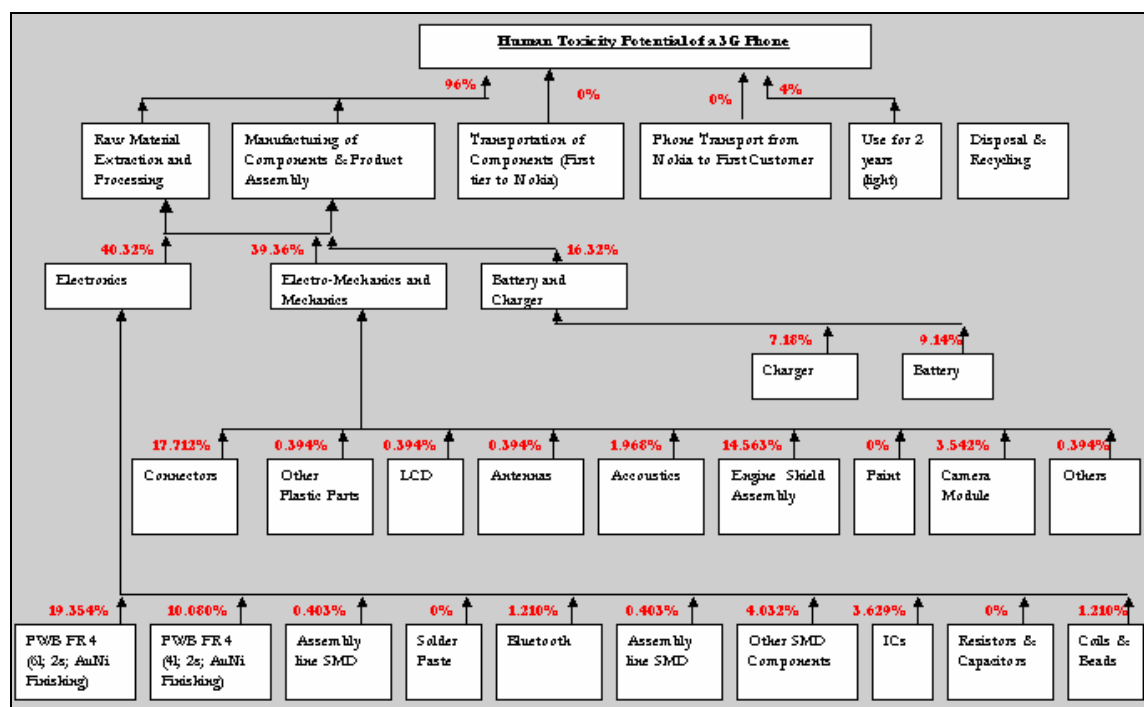 Human Toxicity Potential of a 3G Phone
96%
0%
0%
4%
Raw Material
Extraction and
Processing
Manufacturing of
Components & Product
Assembly
Transportation of
Components (First
tier to Nokia)
Phone Transport from
Nokia to First Customer
Use for 2
years
(light)
Disposal &
Recycling
40.32%
39.36%
16.32%
Electronics
Electro-Mechanics and
Mechanics
Battery and
Charger
7.18%
9.14%
Charger
Battery
17.712%
0.394%
0.394%
0.394%
1.968%
14.563%
0%
3.542%
0.394%
Connectors
Other
Plastic Parts
LCD
Antennas
Accoustics
Engine Shield
Assembly
Paint
Camera
Module
Others
19.354%
10.080%
0.403%
0%
1.210%
0.403%
4.032%
3.629%
0%
1.210%
PWB FR4
(6l; 2s; AuNi
Finishing)
PWB FR4
(4l; 2s; AuNi
Finishing)
Assembly
line SMD
Solder
Paste
Bluetooth
Assembly
line SMD
Other SMD
Components
ICs
Resistors &
Capacitors
Coils &
Beads